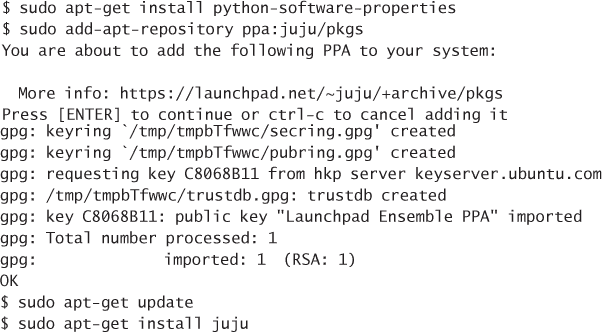 $ sudo apt-get install python-software-properties
$ sudo add-apt-repository ppa:juju/pkgs
You are about to add the following PPA to your system:
More info: https://launchpad.net/~juju/+archive/pkgs
Press [ENTER] to continue or ctrl-c to cancel adding it
gpg: keyring `/tmp/tmpbTfwwc/secring.gpg' created
gpg: keyring `/tmp/tmpbTfwwc/pubring.gpg' created
gpg: requesting key C8068B11 from hkp server keyserver.ubuntu.com
gpg: /tmp/tmpbTfwwc/trustdb.gpg: trustdb created
gpg: key C8068B11: public key "Launchpad Ensemble PPA" imported
gpg: Total number processed: 1
gpg:               imported: 1  (RSA: 1)
OK
$ sudo apt-get update
$ sudo apt-get install juju